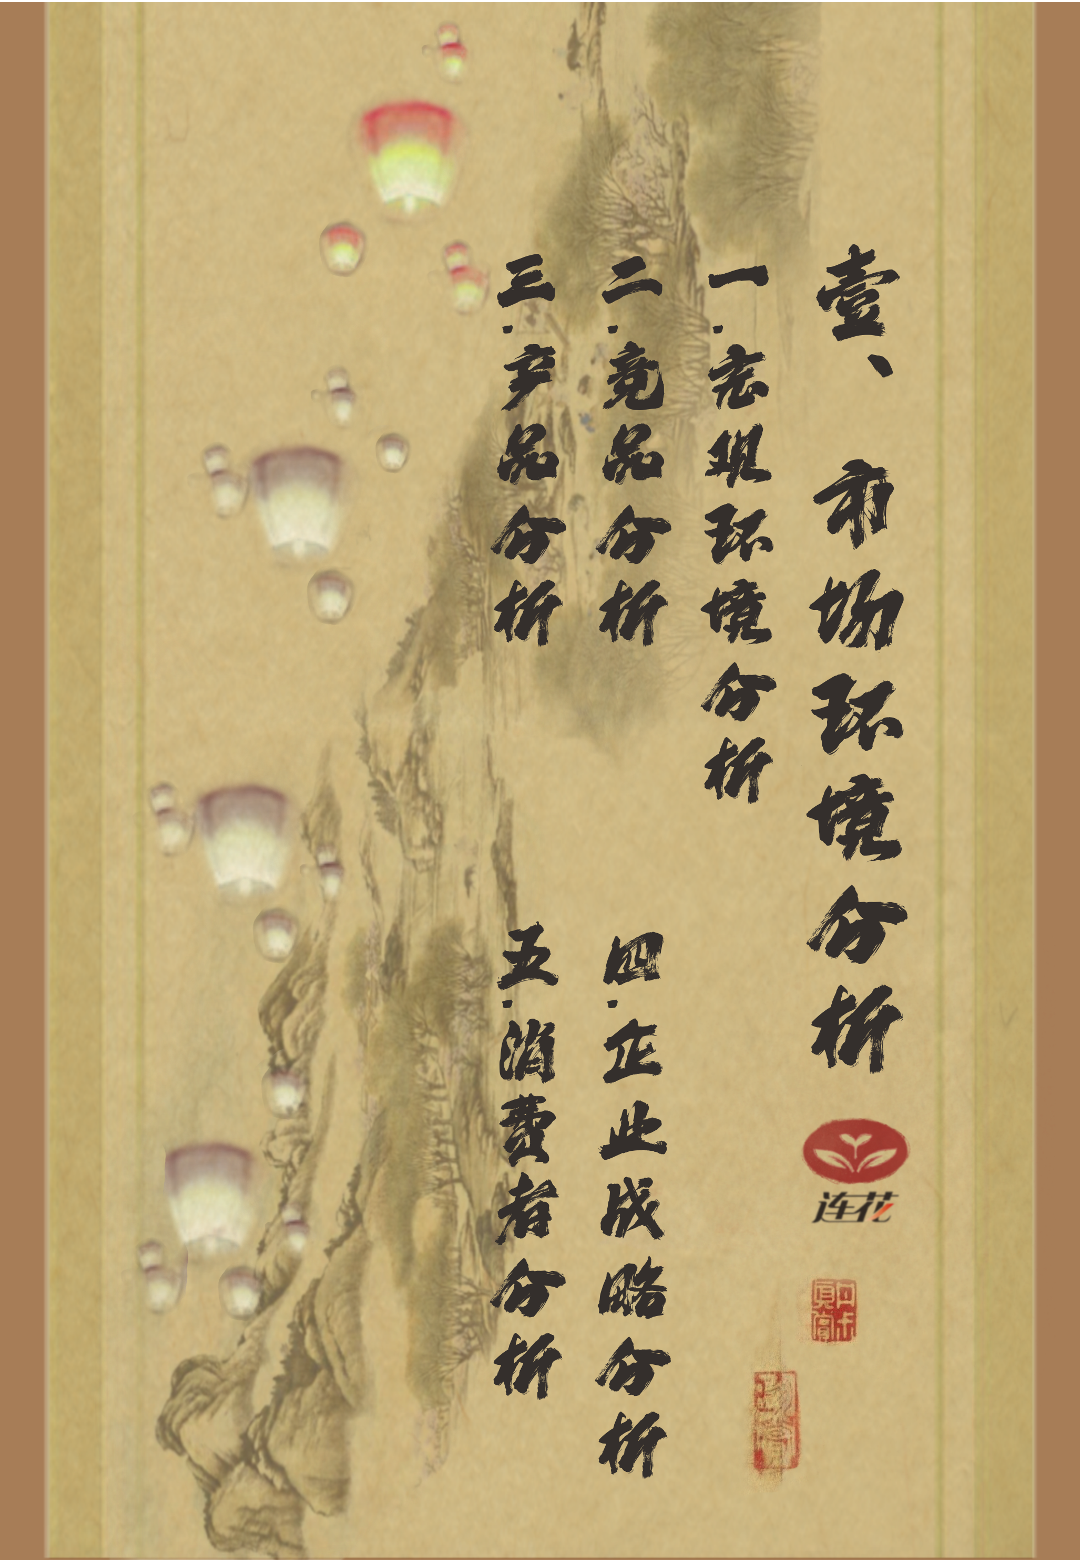 壹、市场环境分析
一.宏观环境分析
二.竞品分析
三.产品分析
四.企业战略分析
五.消费者分析
连花